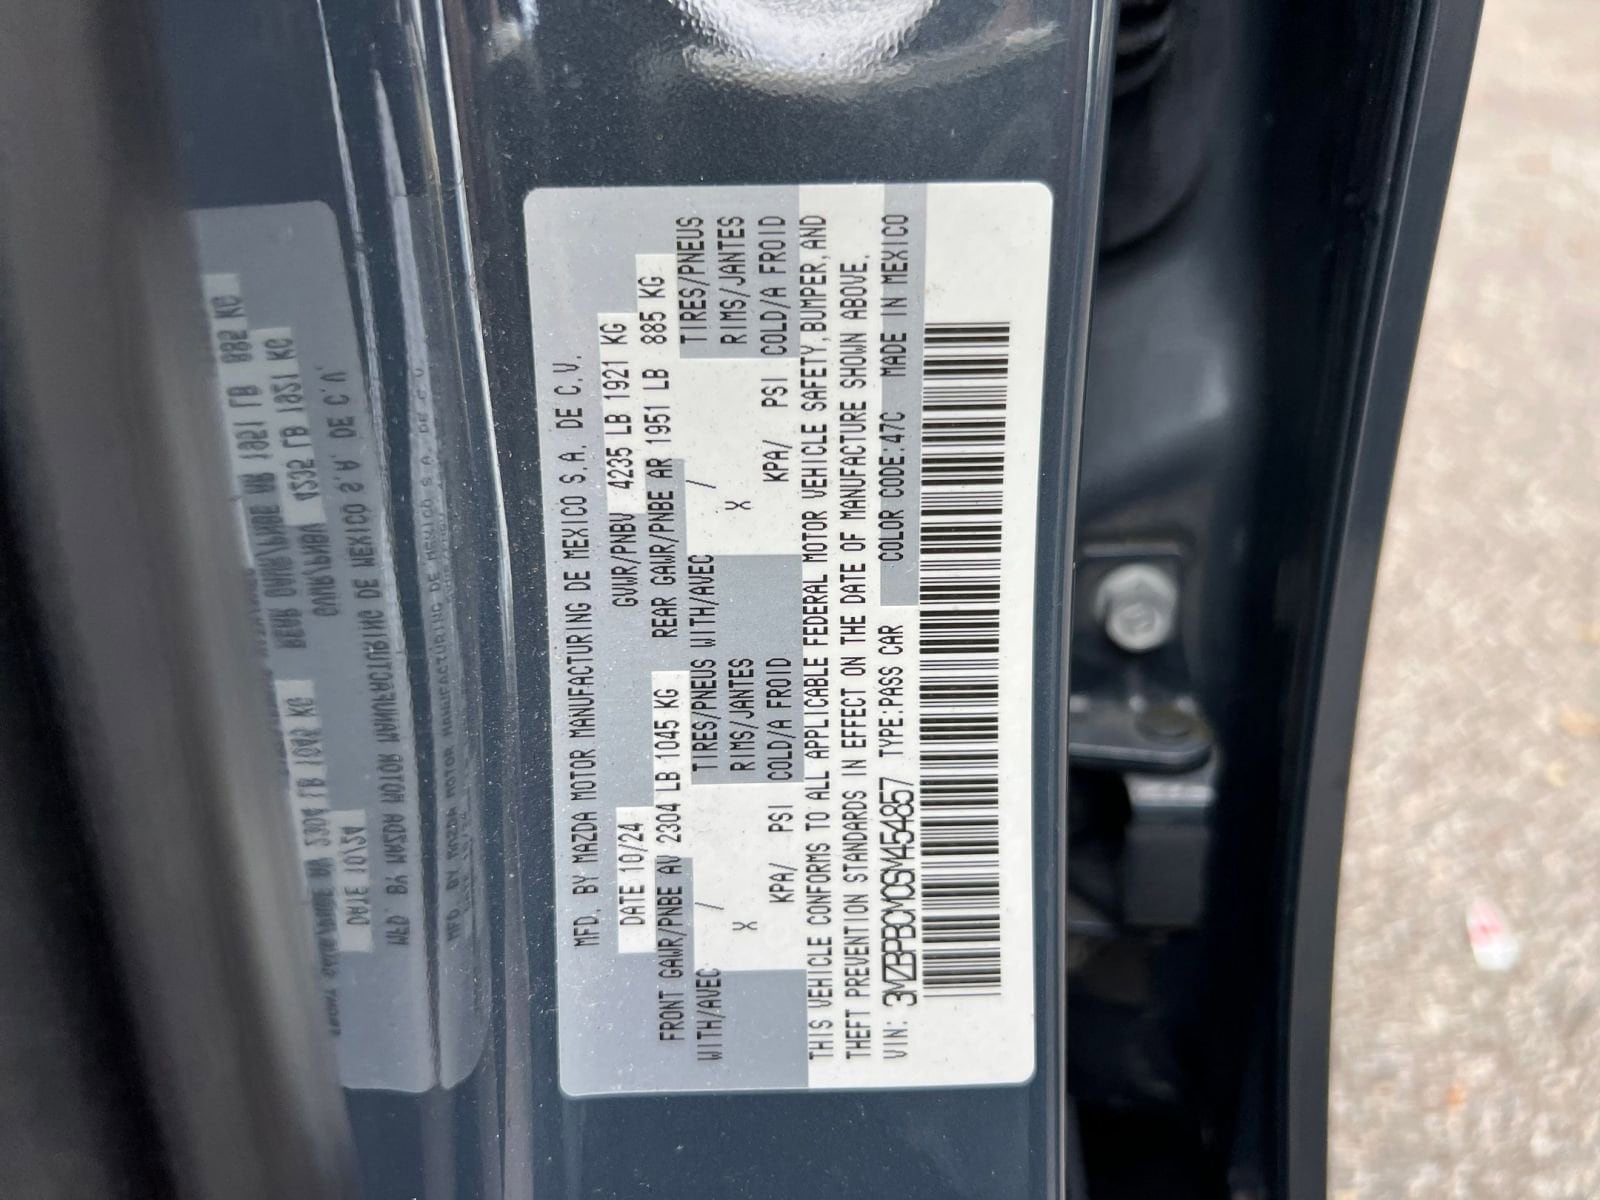 MFD. BY MAZDA MOTOR MANUFACTURING DE MEXICO S.A. DE C.V.
DATE 10/24 GVWR/PNBV 4235 LB 1921 KG
FRONT GAWR/PNBE AV 2304 LB 1045 KG REAR GAWR/PNBE AR 1951 LB 885 KG
WITH/AVEC / TIRES/PNEUS WITH/AVEC / TIRES/PNEUS
X RIMS/JANTES X RIMS/JANTES
KPA/ PSI COLD/A FROID KPA/ PSI COLD/A FROID
THIS VEHICLE CONFORMS TO ALL APPLICABLE FEDERAL MOTOR VEHICLE SAFETY, BUMPER, AND
THEFT PREVENTION STANDARDS IN EFFECT ON THE DATE OF MANUFACTURE SHOWN ABOVE.
VIN: 3MZBPBCM0SM454857 TYPE:PASS CAR COLOR CODE:47C MADE IN MEXICO